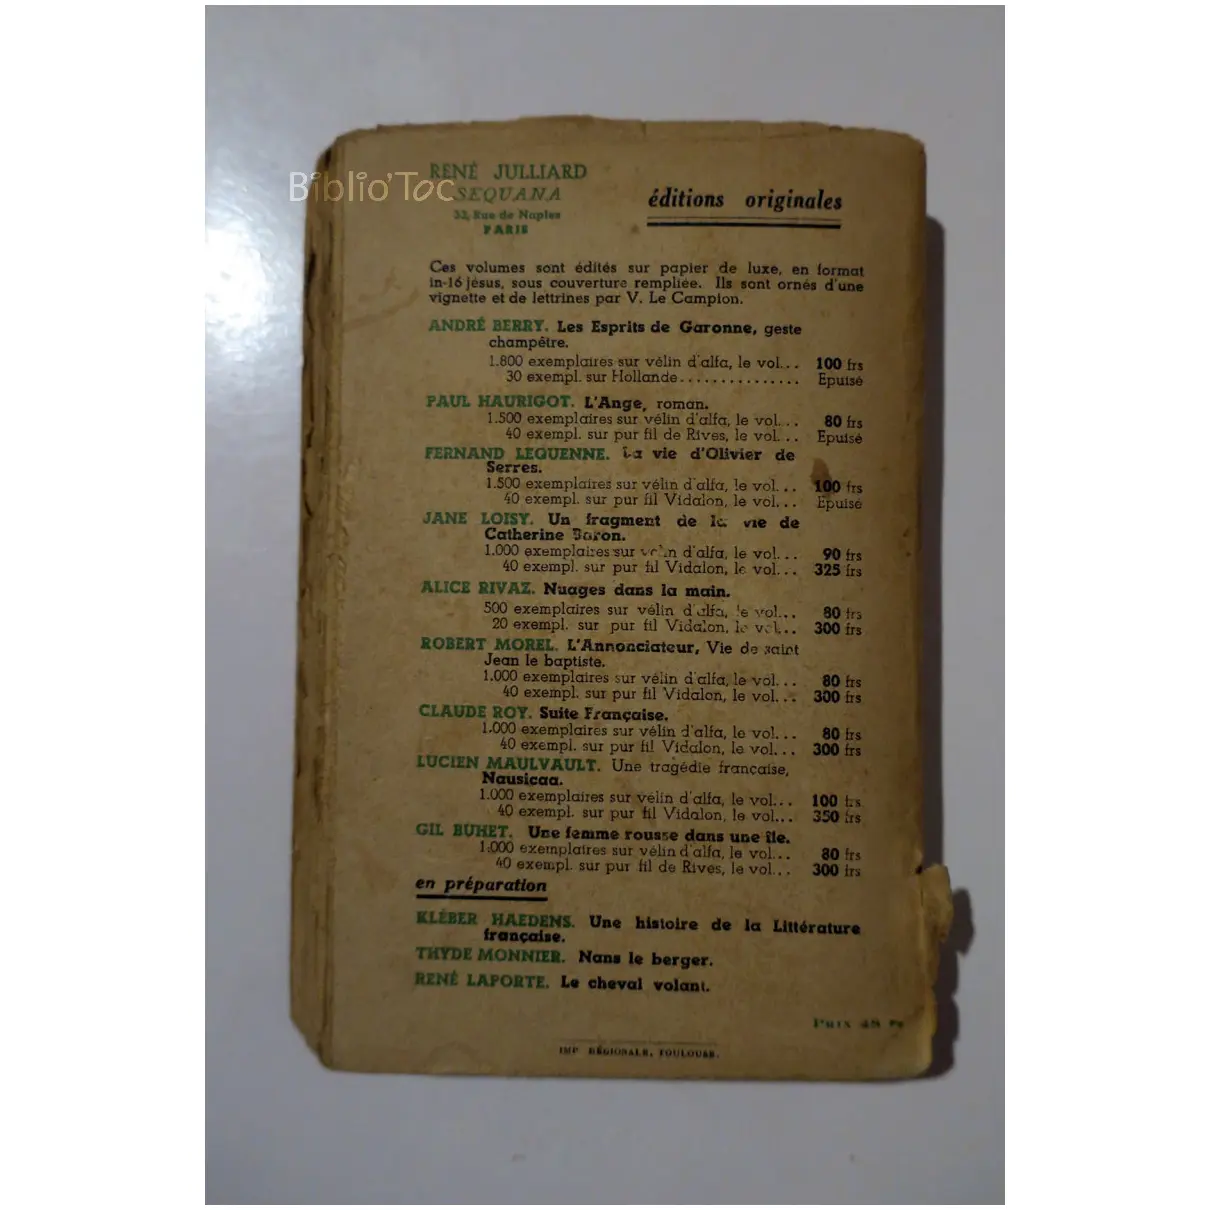 RENÉ JULLIARD
Biblio'Toc
SEQUANA
33, Rue de Naples
PARIS
éditions originales
Ces volumes sont édités sur papier de luxe, en format
in-16 jésus, sous couverture rempliée. Ils sont ornés d'une
vignette et de lettrines par V. Le Campion.
ANDRÉ BERRY. Les Esprits de Garonne, geste
champêtre.
1.800 exemplaires sur vélin d'alfa, le vol... 100 frs
30 exempl. sur Hollande............... Epuisé
PAUL HAURIGOT. L'Ange, roman.
1.500 exemplaires sur vélin d'alfa, le vol... 80 frs
40 exempl. sur pur fil de Rives, le vol... Epuisé
FERNAND LEQUENNE. La vie d'Olivier de
Serres.
1.500 exemplaires sur vélin d'alfa, le vol... 100 frs
40 exempl. sur pur fil Vidalon, le vol... Epuisé
JANE LOISY. Un fragment de la vie de
Catherine Baron.
1.000 exemplaires sur vélin d'alfa, le vol... 90 frs
40 exempl. sur pur fil Vidalon, le vol... 325 frs
ALICE RIVAZ. Nuages dans la main.
500 exemplaires sur vélin d'alfa, le vol... 80 frs
20 exempl. sur pur fil Vidalon, le vol... 300 frs
ROBERT MOREL. L'Annonciateur, Vie de saint
Jean le baptiste.
1.000 exemplaires sur vélin d'alfa, le vol... 80 frs
40 exempl. sur pur fil Vidalon, le vol... 300 frs
CLAUDE ROY. Suite Française.
1.000 exemplaires sur vélin d'alfa, le vol... 80 frs
40 exempl. sur pur fil Vidalon, le vol... 300 frs
LUCIEN MAULVAULT. Une tragédie française,
Nausicaa.
1.000 exemplaires sur vélin d'alfa, le vol... 100 frs
40 exempl. sur pur fil Vidalon, le vol... 350 frs
GIL BUHET. Une femme rousse dans une île.
1.000 exemplaires sur vélin d'alfa, le vol... 80 frs
40 exempl. sur pur fil de Rives, le vol... 300 frs
en préparation
KLÉBER HAEDENS. Une histoire de la Littérature
française.
THYDE MONNIER. Nans le berger.
RENÉ LAPORTE. Le cheval volant.
PRIX
IMP RÉGIONALE, TOULOUSE.